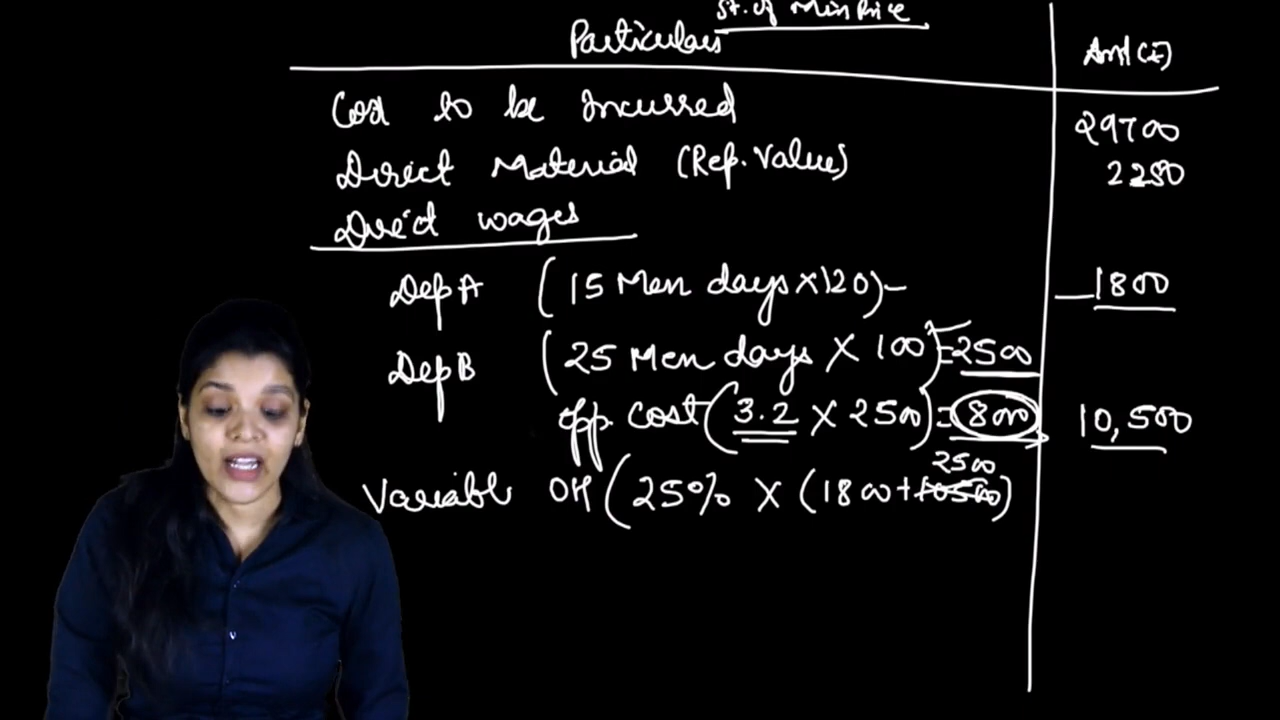 St. of Min Price
Particulars Amt(₹)
Cost to be Incurred 29700
Direct Material (Rep. Value) 2250
Direct wages
Dep A (15 Men days × 120) - 1800
Dep B (25 Men days × 100) = 2500
Opp. cost (3.2 × 2500) = 8000 10,500
2500
Variable OH (25% × (1800 + 10500)